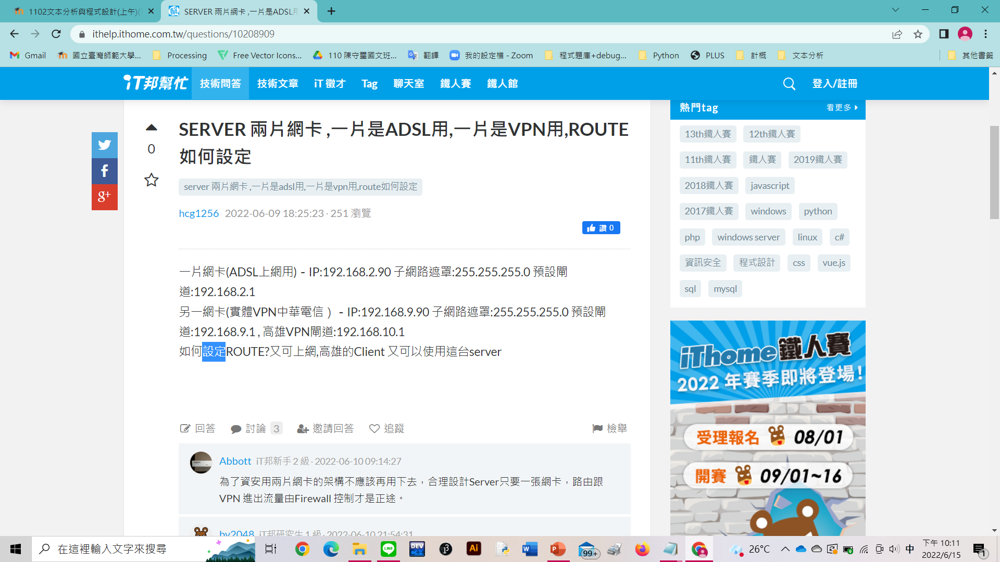 1102文本分析與程式設計(上午)(
SERVER 兩片網卡 ,一片是ADSL用
ithelp.ithome.com.tw/questions/10208909
Gmail
國立臺灣師範大學...
Processing
Free Vector Icons...
110 陳守璽國文班...
翻譯
我的設定檔 - Zoom
程式題庫+debug...
Python
PLUS
計概
文本分析
其他書籤
iT邦幫忙
技術問答
技術文章
iT 徵才
Tag
聊天室
鐵人賽
鐵人館
登入/註冊
0
SERVER 兩片網卡 ,一片是ADSL用,一片是VPN用,ROUTE
如何設定
server 兩片網卡 ,一片是adsl用,一片是vpn用,route如何設定
hcg1256 2022-06-09 18:25:23 · 251 瀏覽
讚 0
一片網卡(ADSL上網用) - IP:192.168.2.90 子網路遮罩:255.255.255.0 預設閘
道:192.168.2.1
另一網卡(實體VPN中華電信 ） - IP:192.168.9.90 子網路遮罩:255.255.255.0 預設閘
道:192.168.9.1 , 高雄VPN閘道:192.168.10.1
如何設定ROUTE?又可上網,高雄的Client 又可以使用這台server
回答
討論 3
邀請回答
追蹤
檢舉
Abbott iT邦新手 2 級 · 2022-06-10 09:14:27
為了資安用兩片網卡的架構不應該再用下去，合理設計Server只要一張網卡，路由跟
VPN 進出流量由Firewall 控制才是正途。
by2048 iT邦研究生 1 級 · 2022-06-10 21:54:31
熱門tag
看更多
13th鐵人賽
12th鐵人賽
11th鐵人賽
鐵人賽
2019鐵人賽
2018鐵人賽
javascript
2017鐵人賽
windows
python
php
windows server
linux
c#
資訊安全
程式設計
css
vue.js
sql
mysql
iThome鐵人賽
2022 年賽季即將登場!
受理報名 08/01
開賽 09/01~16
在這裡輸入文字來搜尋
LINE
DEV
C++
Ai
W
P
99+
26°C
中
下午 10:11
2022/6/15
1